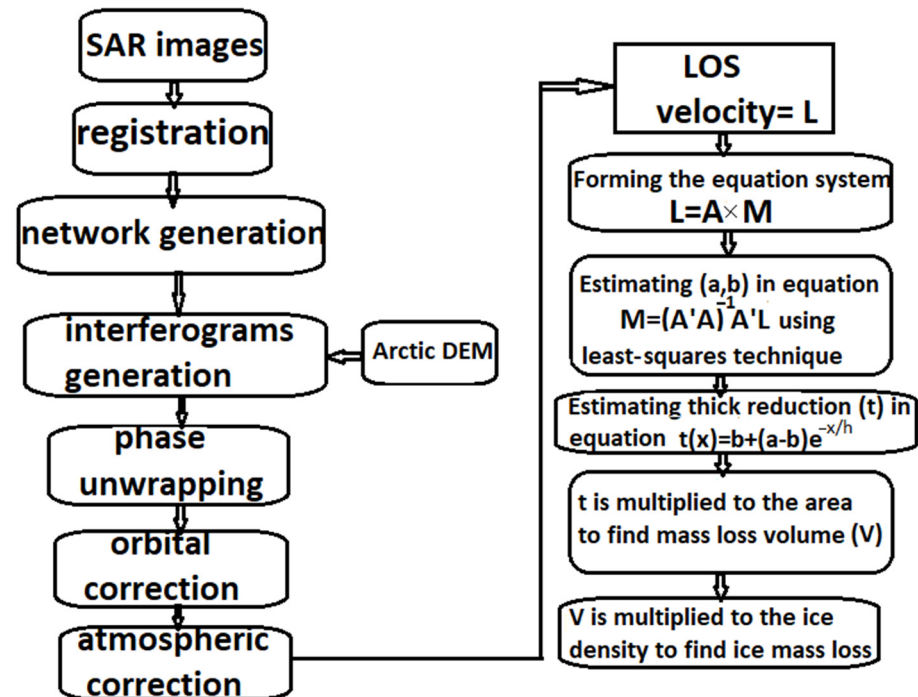 SAR images
registration
network generation
interferograms
generation
Arctic DEM
phase
unwrapping
orbital
correction
atmospheric
correction
LOS
velocity= L
Forming the equation system
L=A×M
Estimating (a,b) in equation
M=(A'A)⁻¹A'L using
least-squares technique
Estimating thick reduction (t) in
equation t(x)=b+(a-b)e⁻ˣ/ʰ
t is multiplied to the area
to find mass loss volume (V)
V is multiplied to the ice
density to find ice mass loss